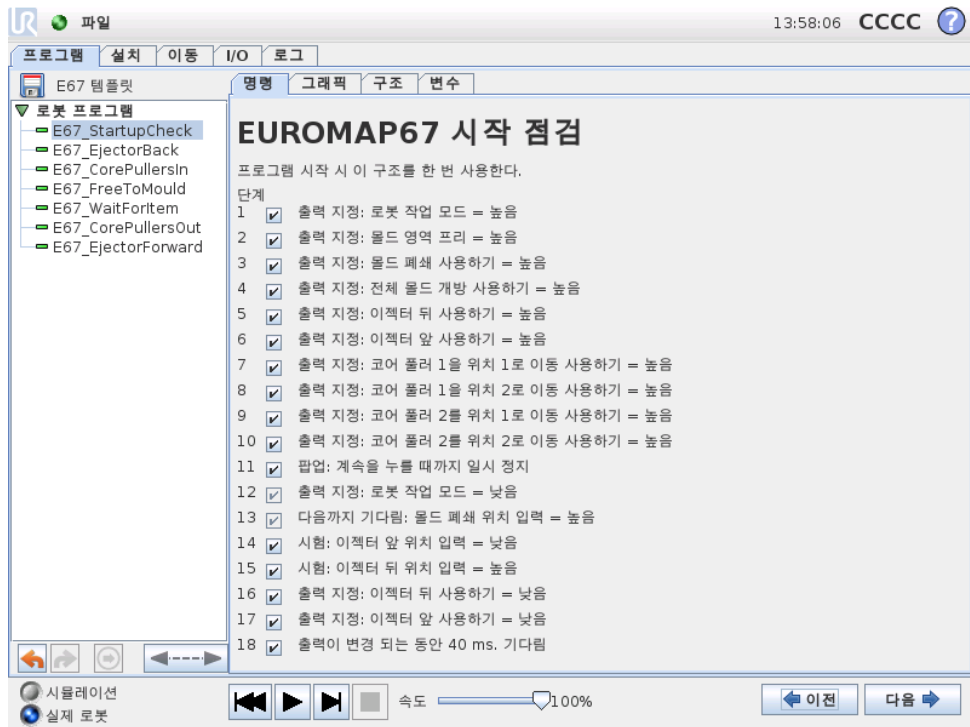 UR 파일 13:58:06 CCCC ?
프로그램 설치 이동 I/O 로그
E67 템플릿
로봇 프로그램
E67_StartupCheck
E67_EjectorBack
E67_CorePullersIn
E67_FreeToMould
E67_WaitForItem
E67_CorePullersOut
E67_EjectorForward
명령 그래픽 구조 변수
EUROMAP67 시작 점검
프로그램 시작 시 이 구조를 한 번 사용한다.
단계
1 출력 지정: 로봇 작업 모드 = 높음
2 출력 지정: 몰드 영역 프리 = 높음
3 출력 지정: 몰드 폐쇄 사용하기 = 높음
4 출력 지정: 전체 몰드 개방 사용하기 = 높음
5 출력 지정: 이젝터 뒤 사용하기 = 높음
6 출력 지정: 이젝터 앞 사용하기 = 높음
7 출력 지정: 코어 풀러 1을 위치 1로 이동 사용하기 = 높음
8 출력 지정: 코어 풀러 1을 위치 2로 이동 사용하기 = 높음
9 출력 지정: 코어 풀러 2를 위치 1로 이동 사용하기 = 높음
10 출력 지정: 코어 풀러 2를 위치 2로 이동 사용하기 = 높음
11 팝업: 계속을 누를 때까지 일시 정지
12 출력 지정: 로봇 작업 모드 = 낮음
13 다음까지 기다림: 몰드 폐쇄 위치 입력 = 높음
14 시험: 이젝터 앞 위치 입력 = 낮음
15 시험: 이젝터 뒤 위치 입력 = 높음
16 출력 지정: 이젝터 뒤 사용하기 = 낮음
17 출력 지정: 이젝터 앞 사용하기 = 낮음
18 출력이 변경 되는 동안 40 ms. 기다림
시뮬레이션
실제 로봇
속도 100%
이전 다음